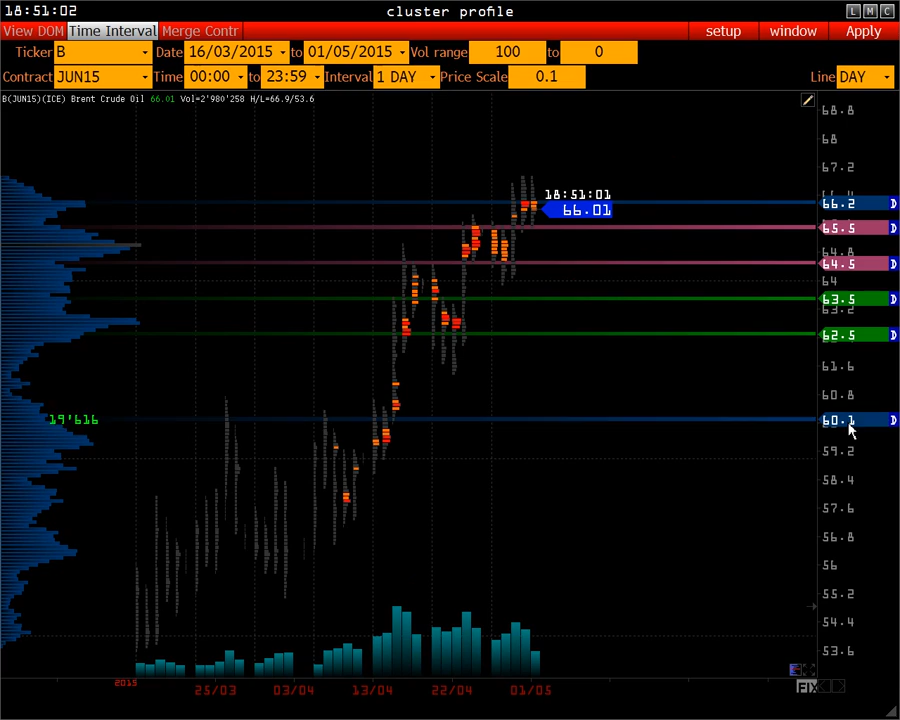 18:51:02 cluster profile L M C
View DOM Time Interval Merge Contr setup window Apply
Ticker B Date 16/03/2015 to 01/05/2015 Vol range 100 to 0
Contract JUN15 Time 00:00 to 23:59 Interval 1 DAY Price Scale 0.1 Line DAY
B(JUN15)(ICE) Brent Crude Oil 66.01 Vol=2'980'258 H/L=66.9/53.6
68.8
68
67.2
18:51:01
66.2 D
66.01
65.5 D
64.8
64.5 D
64
63.5 D
63.2
62.5 D
61.6
60.8
19'616
60.1 D
59.2
58.4
57.6
56.8
56
55.2
54.4
53.6
2015
25/03 03/04 13/04 22/04 01/05
FIX